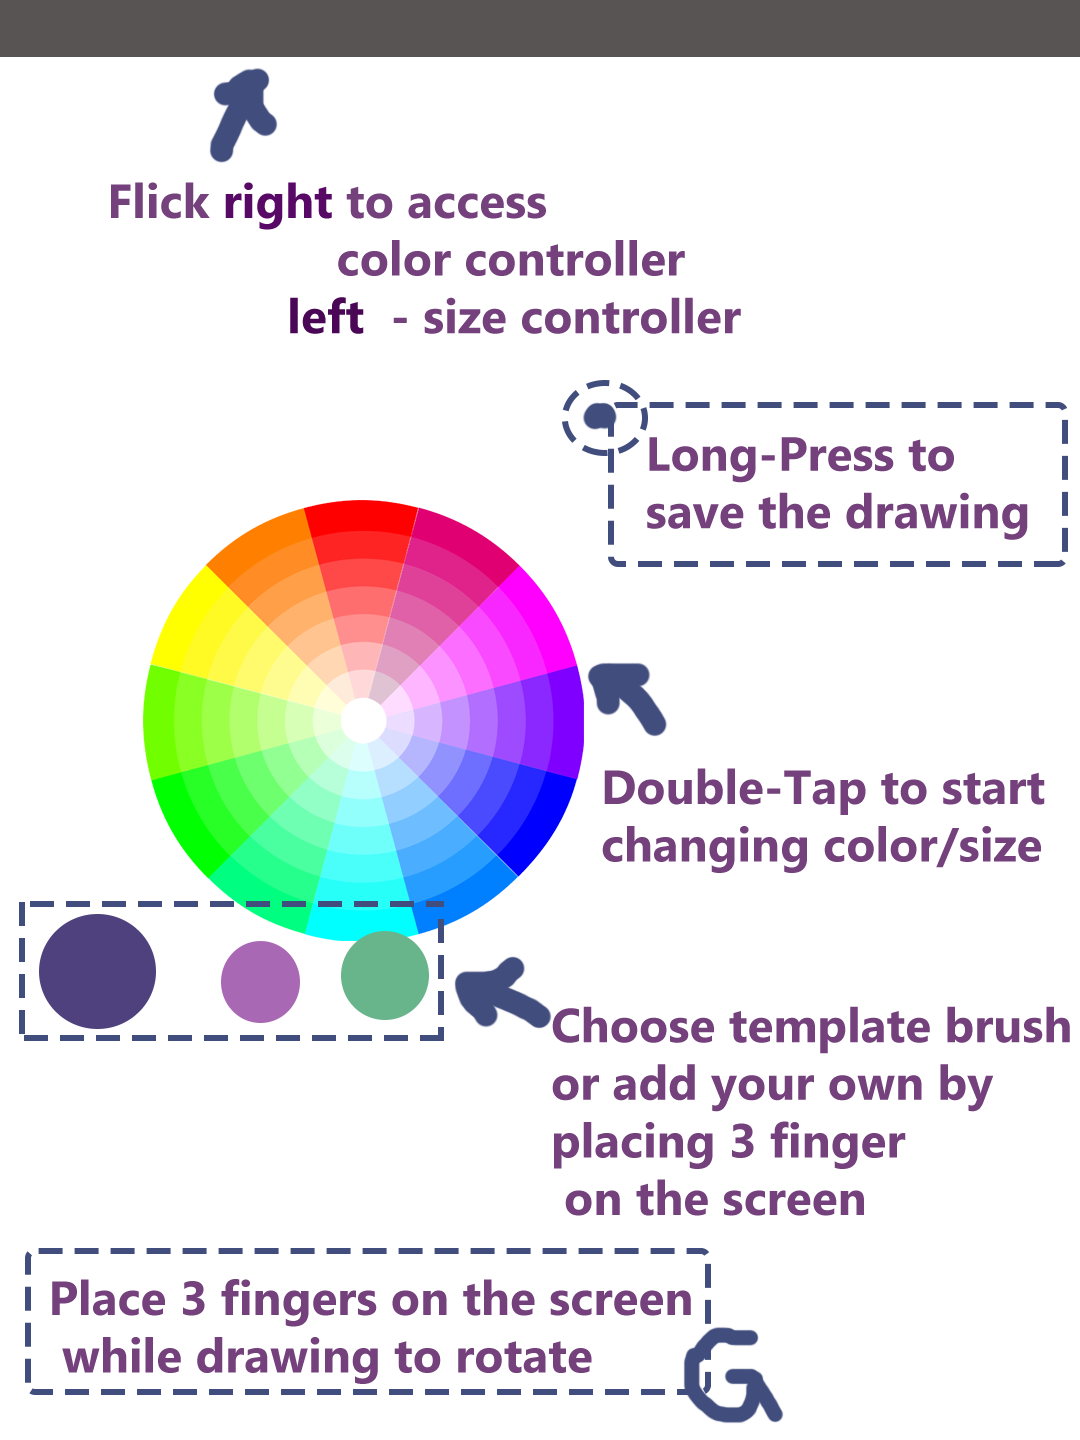 Flick right to access
color controller
left - size controller
Long-Press to
save the drawing
Double-Tap to start
changing color/size
Choose template brush
or add your own by
placing 3 finger
on the screen
Place 3 fingers on the screen
while drawing to rotate